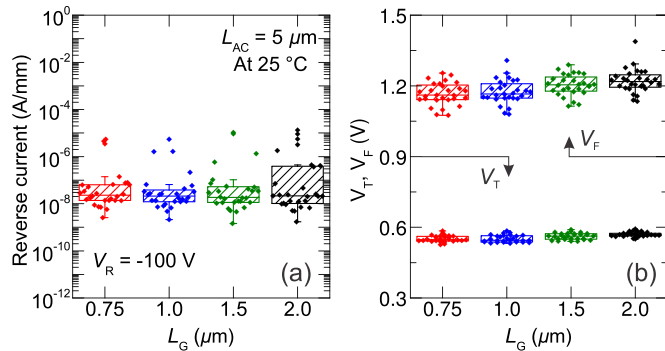 Reverse current (A/mm)
10⁰
10⁻²
10⁻⁴
10⁻⁶
10⁻⁸
10⁻¹⁰
10⁻¹²
L_AC = 5 μm
At 25 °C
V_R = -100 V
(a)
0.75 1.0 1.5 2.0
L_G (μm)
V_T, V_F (V)
1.5
1.2
0.9
0.6
0.3
V_T
V_F
(b)
0.75 1.0 1.5 2.0
L_G (μm)